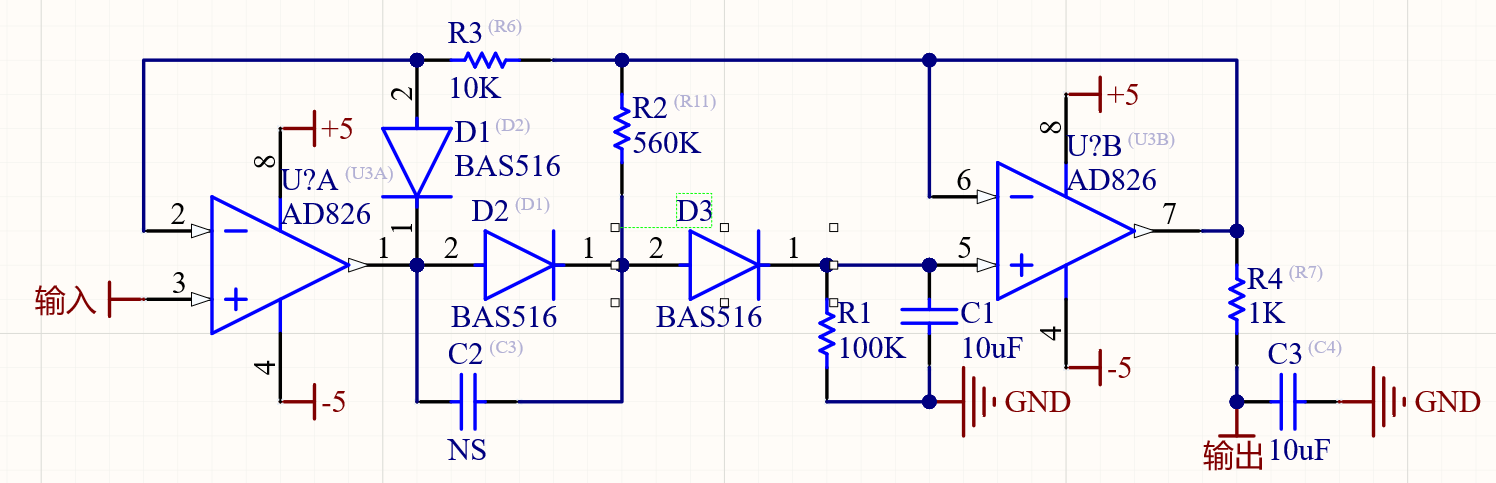 R3 (R6)
10K
2
R2 (R11)
560K
+5
8
U?A (U3A)
AD826
D1 (D2)
BAS516
+5
8
U?B (U3B)
AD826
2
3
输入
1
1
D2 (D1)
2
1
BAS516
D3
2
1
BAS516
6
5
7
R4 (R7)
1K
R1
100K
C1
10uF
4
-5
C2 (C3)
NS
4
-5
GND
C3 (C4)
10uF
GND
输出